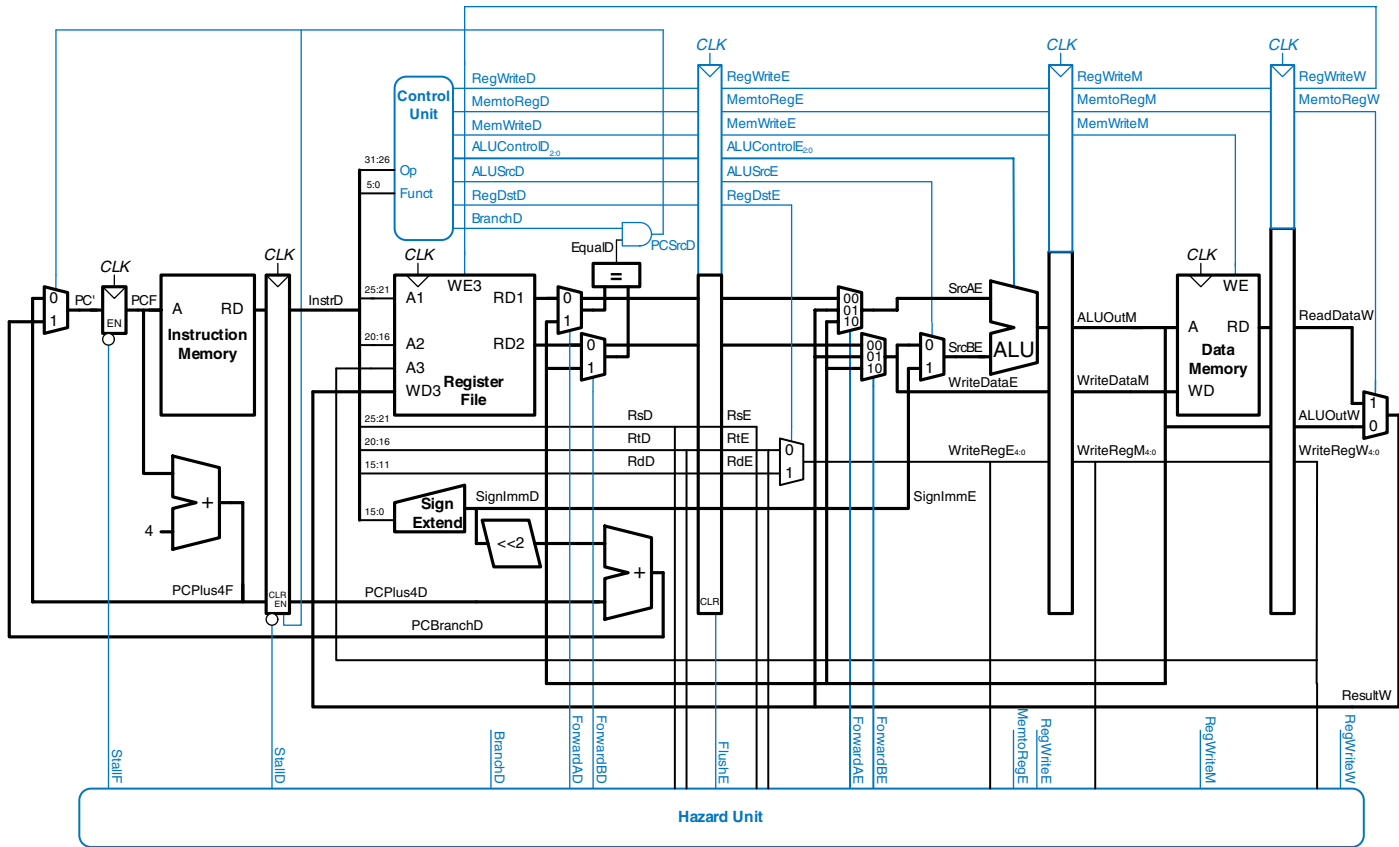 CLK CLK CLK
RegWriteD RegWriteE RegWriteM RegWriteW
Control Unit
MemtoRegD MemtoRegE MemtoRegM MemtoRegW
MemWriteD MemWriteE MemWriteM
ALUControlD2:0 ALUControlE2:0
31:26 Op ALUSrcD ALUSrcE
5:0 Funct RegDstD RegDstE
BranchD
EqualD PCSrcD
CLK CLK CLK CLK
=
WE3 WE
0 1 PC' PCF EN
A RD Instruction Memory
InstrD
25:21 A1 RD1 0 1 00 01 10 SrcAE
20:16 A2 RD2 0 1 00 01 10 0 1 SrcBE
ALU ALUOutM
A RD Data Memory ReadDataW
A3
WD3 Register File
WriteDataE WriteDataM WD
1 0
ALUOutW
25:21 RsD RsE
20:16 RtD RtE 0
15:11 RdD RdE 1
WriteRegE4:0 WriteRegM4:0 WriteRegW4:0
15:0 Sign Extend SignImmD SignImmE
+
4
<<2
+
PCPlus4F CLR EN PCPlus4D CLR
PCBranchD
ResultW
StallF
StallD
BranchD
ForwardAD
ForwardBD
FlushE
ForwardAE
ForwardBE
MemtoRegE
RegWriteE
RegWriteM
RegWriteW
Hazard Unit